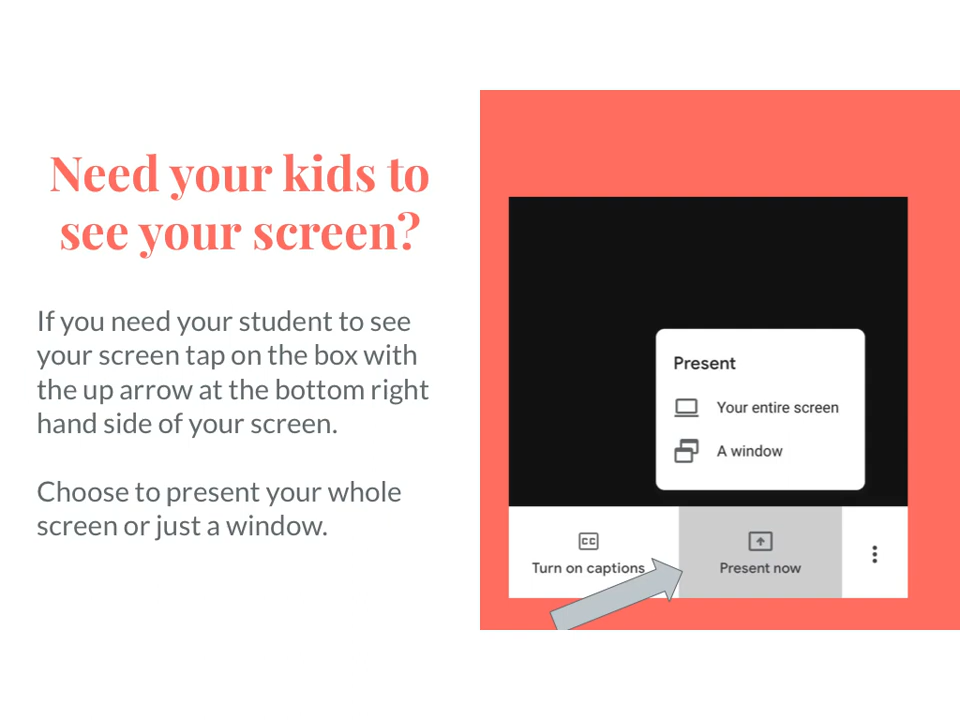 Need your kids to
see your screen?
If you need your student to see
your screen tap on the box with
the up arrow at the bottom right
hand side of your screen.
Choose to present your whole
screen or just a window.
Present
Your entire screen
A window
CC
Turn on captions
Present now